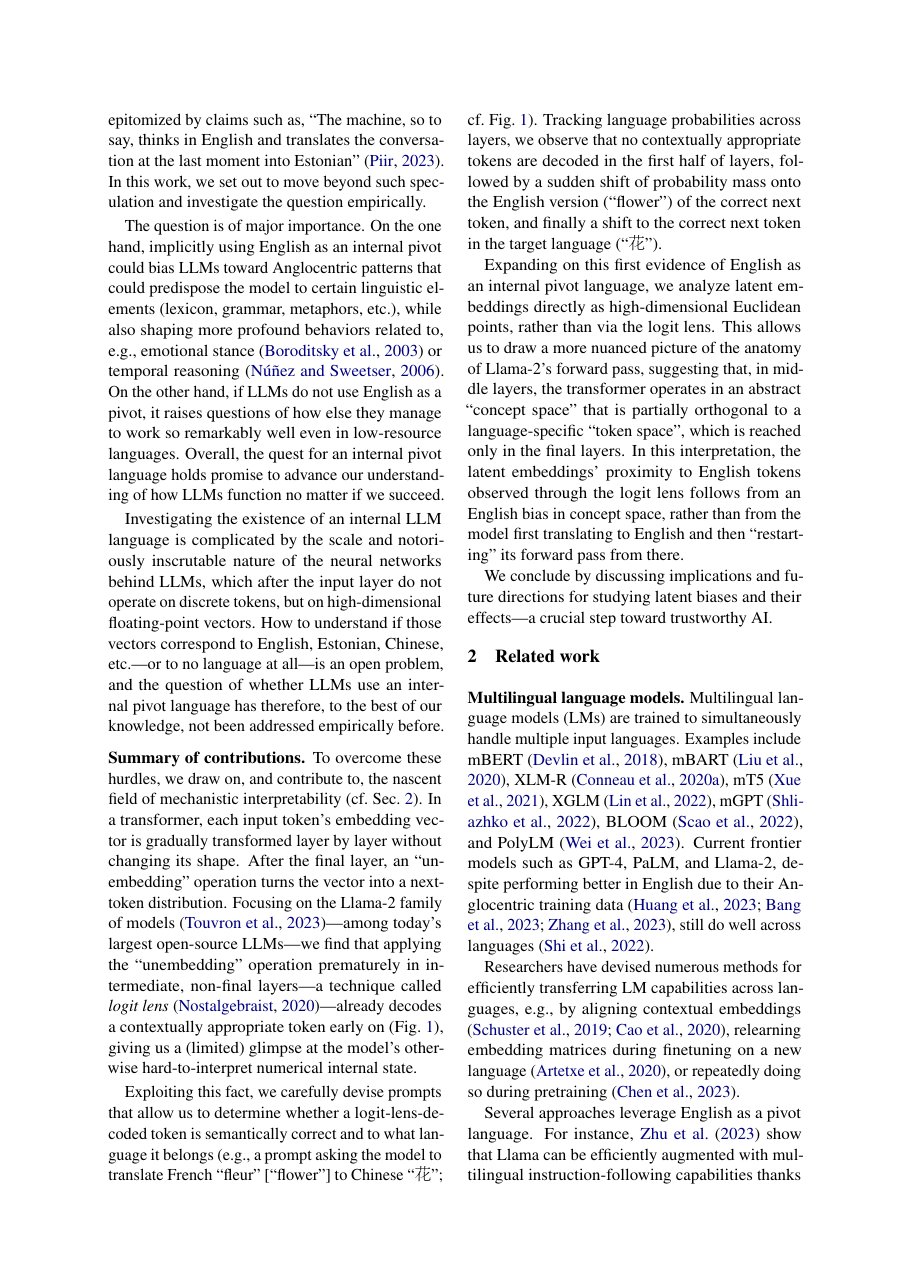 epitomized by claims such as, “The machine, so to
say, thinks in English and translates the conversa-
tion at the last moment into Estonian” (Piir, 2023).
In this work, we set out to move beyond such spec-
ulation and investigate the question empirically.
The question is of major importance. On the one
hand, implicitly using English as an internal pivot
could bias LLMs toward Anglocentric patterns that
could predispose the model to certain linguistic el-
ements (lexicon, grammar, metaphors, etc.), while
also shaping more profound behaviors related to,
e.g., emotional stance (Boroditsky et al., 2003) or
temporal reasoning (Núñez and Sweetser, 2006).
On the other hand, if LLMs do not use English as a
pivot, it raises questions of how else they manage
to work so remarkably well even in low-resource
languages. Overall, the quest for an internal pivot
language holds promise to advance our understand-
ing of how LLMs function no matter if we succeed.
Investigating the existence of an internal LLM
language is complicated by the scale and notori-
ously inscrutable nature of the neural networks
behind LLMs, which after the input layer do not
operate on discrete tokens, but on high-dimensional
floating-point vectors. How to understand if those
vectors correspond to English, Estonian, Chinese,
etc.—or to no language at all—is an open problem,
and the question of whether LLMs use an inter-
nal pivot language has therefore, to the best of our
knowledge, not been addressed empirically before.
Summary of contributions. To overcome these
hurdles, we draw on, and contribute to, the nascent
field of mechanistic interpretability (cf. Sec. 2). In
a transformer, each input token’s embedding vec-
tor is gradually transformed layer by layer without
changing its shape. After the final layer, an “un-
embedding” operation turns the vector into a next-
token distribution. Focusing on the Llama-2 family
of models (Touvron et al., 2023)—among today’s
largest open-source LLMs—we find that applying
the “unembedding” operation prematurely in in-
termediate, non-final layers—a technique called
logit lens (Nostalgebraist, 2020)—already decodes
a contextually appropriate token early on (Fig. 1),
giving us a (limited) glimpse at the model’s other-
wise hard-to-interpret numerical internal state.
Exploiting this fact, we carefully devise prompts
that allow us to determine whether a logit-lens-de-
coded token is semantically correct and to what lan-
guage it belongs (e.g., a prompt asking the model to
translate French “fleur” [“flower”] to Chinese “花”;
cf. Fig. 1). Tracking language probabilities across
layers, we observe that no contextually appropriate
tokens are decoded in the first half of layers, fol-
lowed by a sudden shift of probability mass onto
the English version (“flower”) of the correct next
token, and finally a shift to the correct next token
in the target language (“花”).
Expanding on this first evidence of English as
an internal pivot language, we analyze latent em-
beddings directly as high-dimensional Euclidean
points, rather than via the logit lens. This allows
us to draw a more nuanced picture of the anatomy
of Llama-2’s forward pass, suggesting that, in mid-
dle layers, the transformer operates in an abstract
“concept space” that is partially orthogonal to a
language-specific “token space”, which is reached
only in the final layers. In this interpretation, the
latent embeddings’ proximity to English tokens
observed through the logit lens follows from an
English bias in concept space, rather than from the
model first translating to English and then “restart-
ing” its forward pass from there.
We conclude by discussing implications and fu-
ture directions for studying latent biases and their
effects—a crucial step toward trustworthy AI.
2 Related work
Multilingual language models. Multilingual lan-
guage models (LMs) are trained to simultaneously
handle multiple input languages. Examples include
mBERT (Devlin et al., 2018), mBART (Liu et al.,
2020), XLM-R (Conneau et al., 2020a), mT5 (Xue
et al., 2021), XGLM (Lin et al., 2022), mGPT (Shli-
azhko et al., 2022), BLOOM (Scao et al., 2022),
and PolyLM (Wei et al., 2023). Current frontier
models such as GPT-4, PaLM, and Llama-2, de-
spite performing better in English due to their An-
glocentric training data (Huang et al., 2023; Bang
et al., 2023; Zhang et al., 2023), still do well across
languages (Shi et al., 2022).
Researchers have devised numerous methods for
efficiently transferring LM capabilities across lan-
guages, e.g., by aligning contextual embeddings
(Schuster et al., 2019; Cao et al., 2020), relearning
embedding matrices during finetuning on a new
language (Artetxe et al., 2020), or repeatedly doing
so during pretraining (Chen et al., 2023).
Several approaches leverage English as a pivot
language. For instance, Zhu et al. (2023) show
that Llama can be efficiently augmented with mul-
tilingual instruction-following capabilities thanks